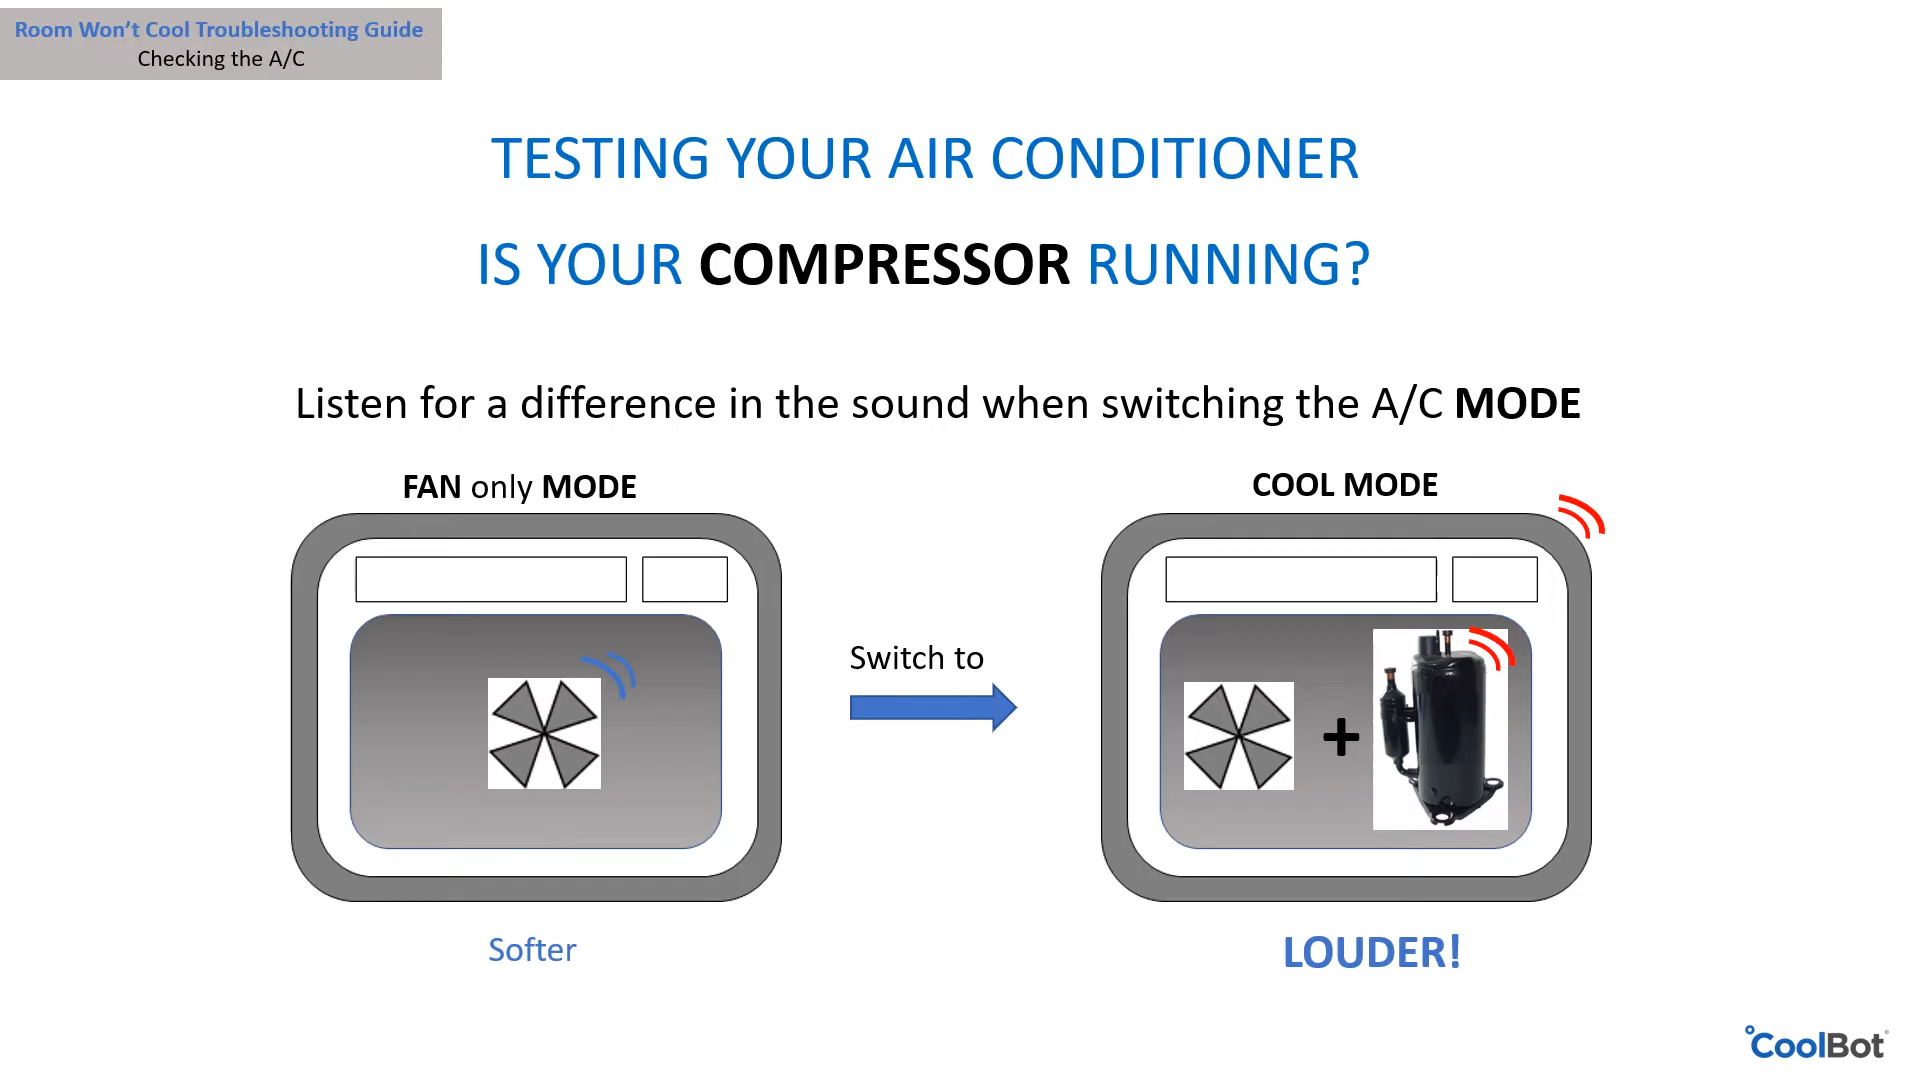 Room Won’t Cool Troubleshooting Guide
Checking the A/C
TESTING YOUR AIR CONDITIONER
IS YOUR COMPRESSOR RUNNING?
Listen for a difference in the sound when switching the A/C MODE
FAN only MODE
COOL MODE
Switch to
+
Softer
LOUDER!
CoolBot